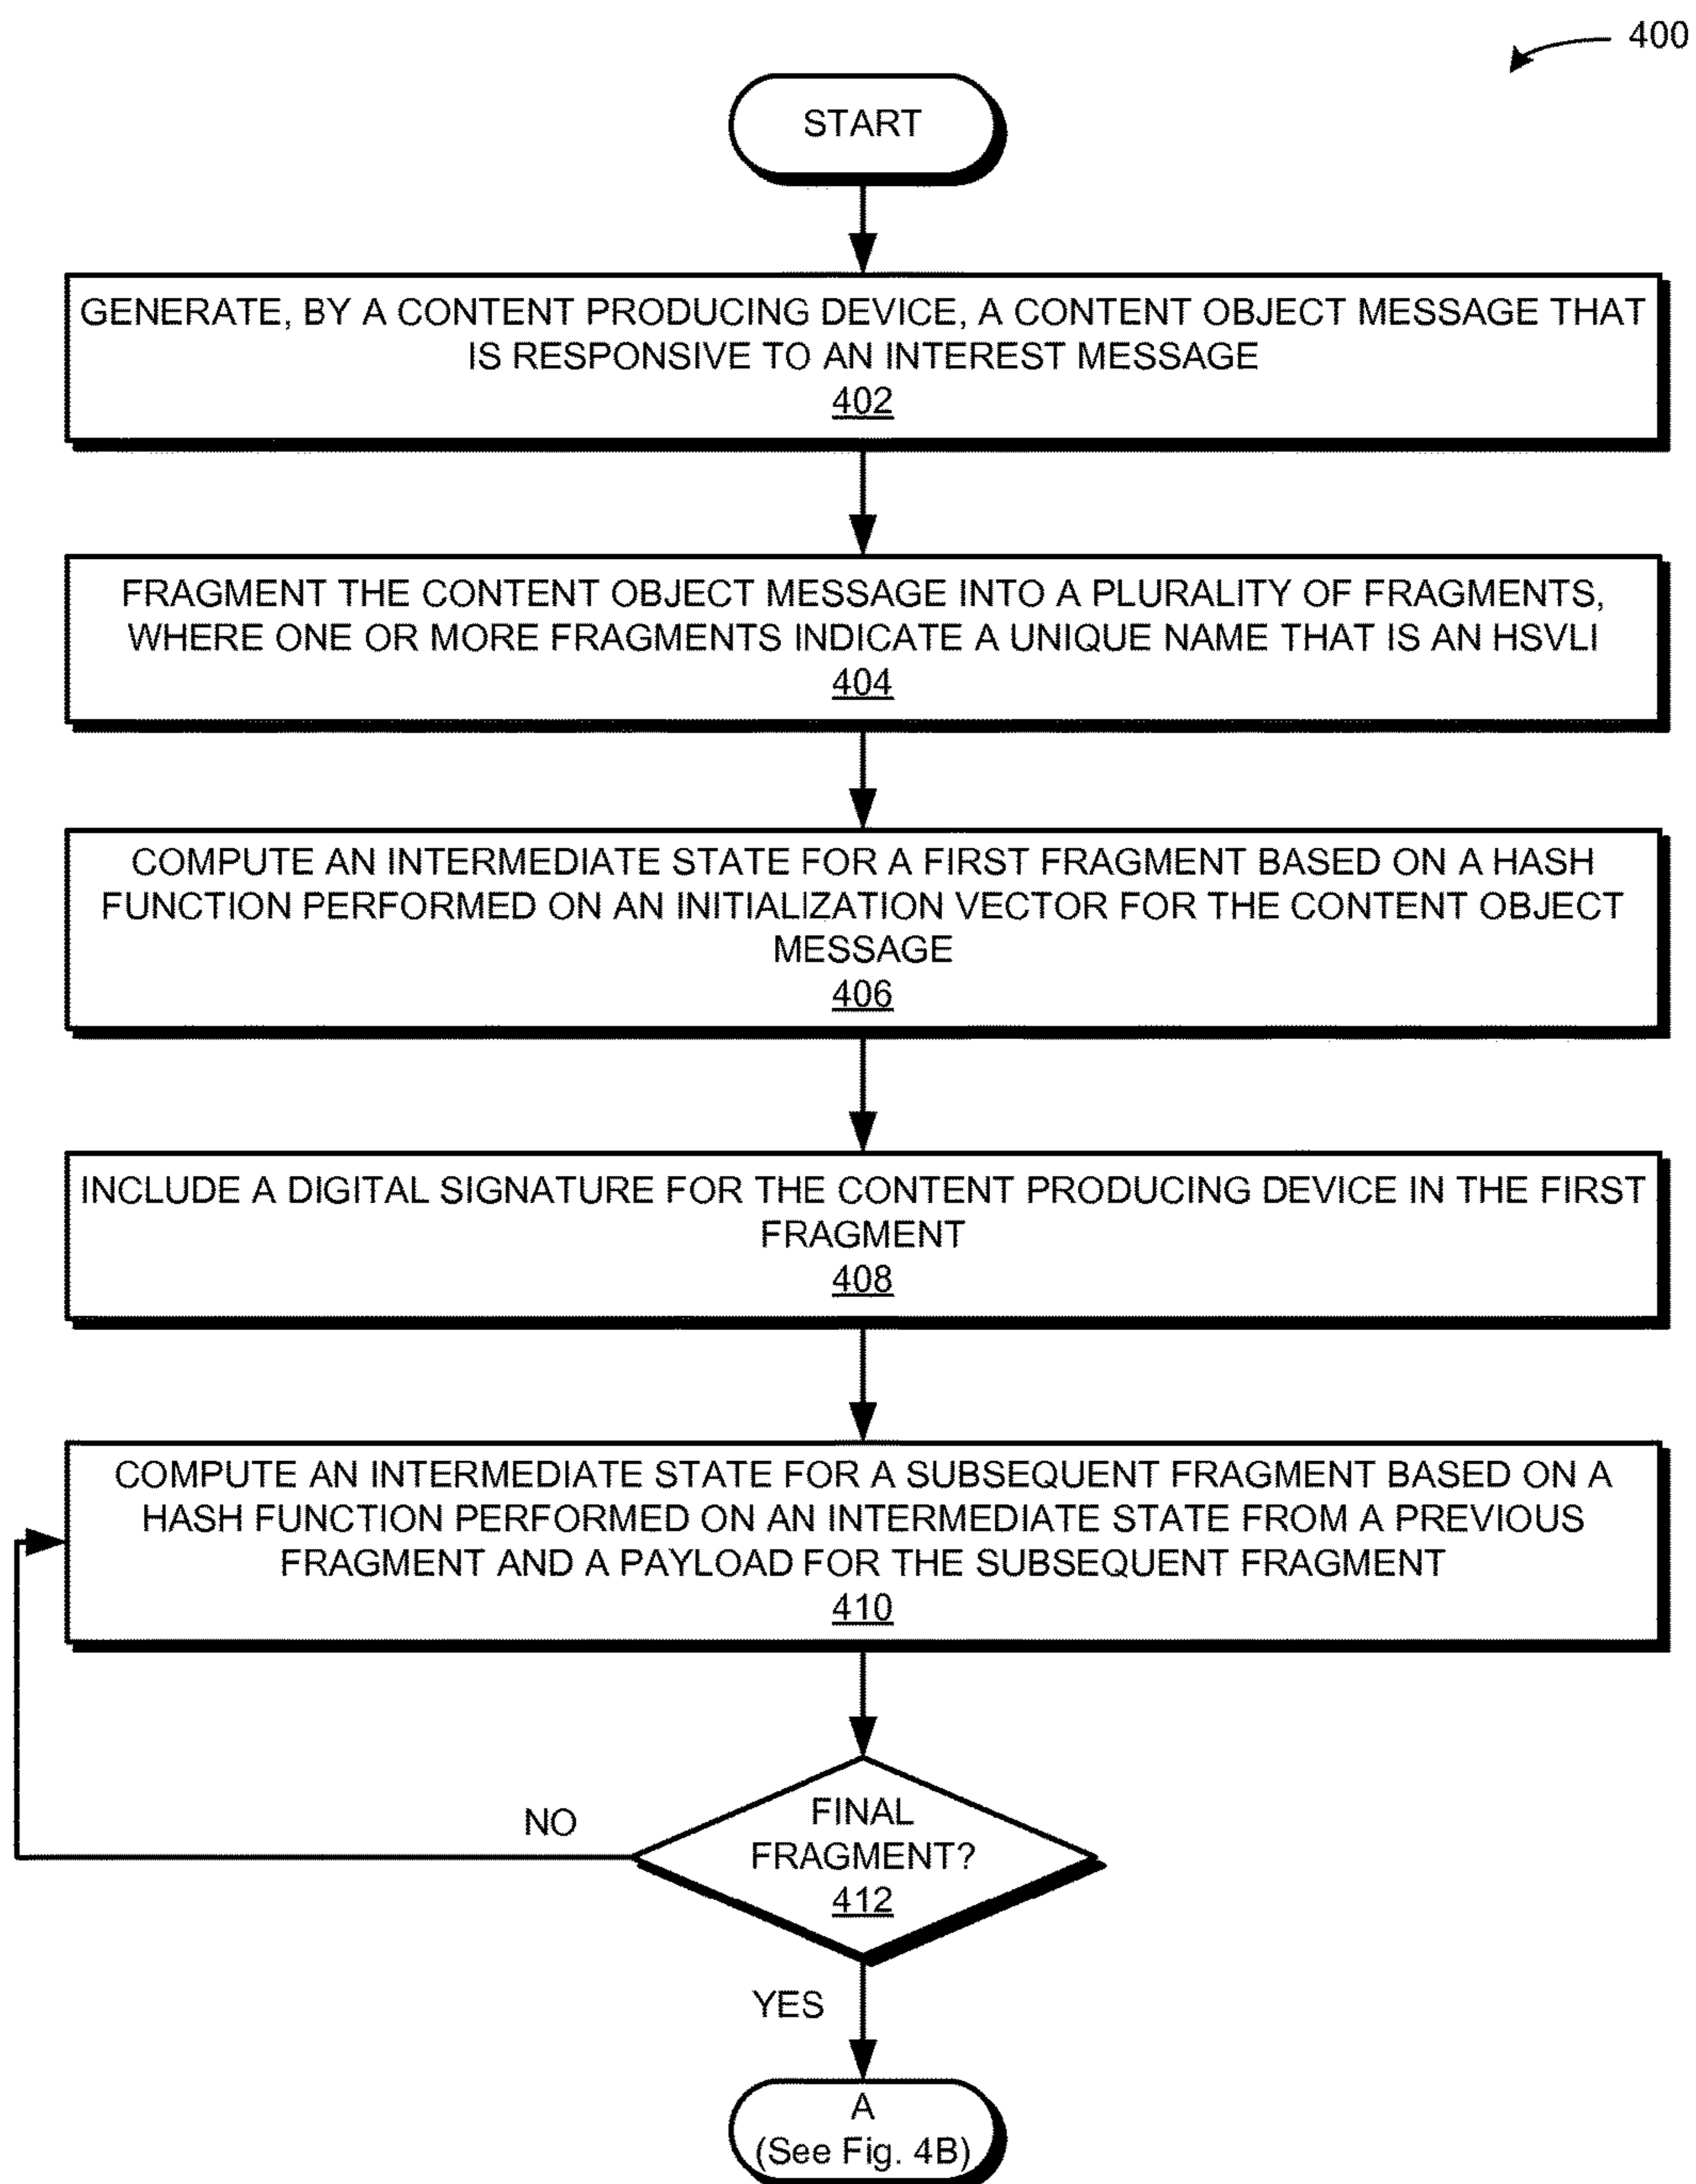 400
START
GENERATE, BY A CONTENT PRODUCING DEVICE, A CONTENT OBJECT MESSAGE THAT
IS RESPONSIVE TO AN INTEREST MESSAGE
402
FRAGMENT THE CONTENT OBJECT MESSAGE INTO A PLURALITY OF FRAGMENTS,
WHERE ONE OR MORE FRAGMENTS INDICATE A UNIQUE NAME THAT IS AN HSVLI
404
COMPUTE AN INTERMEDIATE STATE FOR A FIRST FRAGMENT BASED ON A HASH
FUNCTION PERFORMED ON AN INITIALIZATION VECTOR FOR THE CONTENT OBJECT
MESSAGE
406
INCLUDE A DIGITAL SIGNATURE FOR THE CONTENT PRODUCING DEVICE IN THE FIRST
FRAGMENT
408
COMPUTE AN INTERMEDIATE STATE FOR A SUBSEQUENT FRAGMENT BASED ON A
HASH FUNCTION PERFORMED ON AN INTERMEDIATE STATE FROM A PREVIOUS
FRAGMENT AND A PAYLOAD FOR THE SUBSEQUENT FRAGMENT
410
NO
FINAL
FRAGMENT?
412
YES
A
(See Fig. 4B)